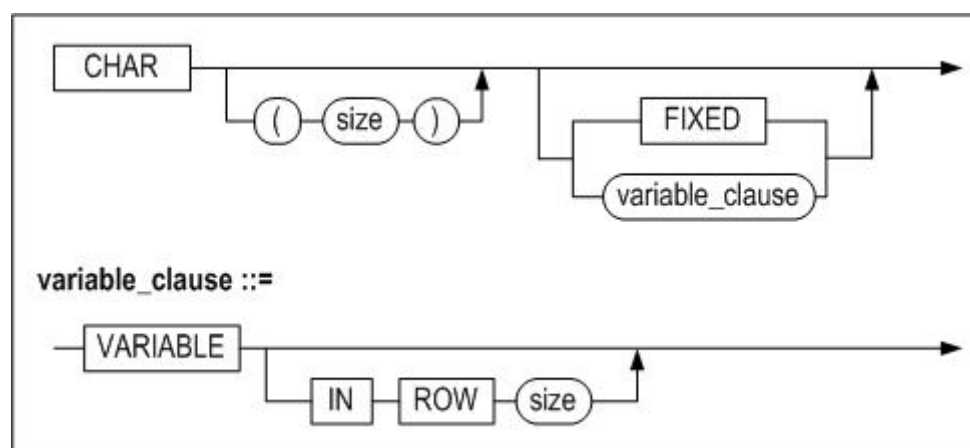 CHAR
( size )
FIXED
variable_clause
variable_clause ::=
VARIABLE
IN ROW size